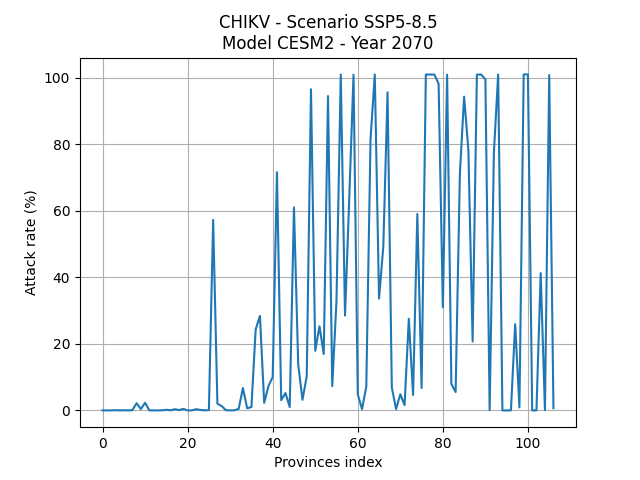 CHIKV - Scenario SSP5-8.5
Model CESM2 - Year 2070
100
80
60
40
20
0
Attack rate (%)
0 20 40 60 80 100
Provinces index